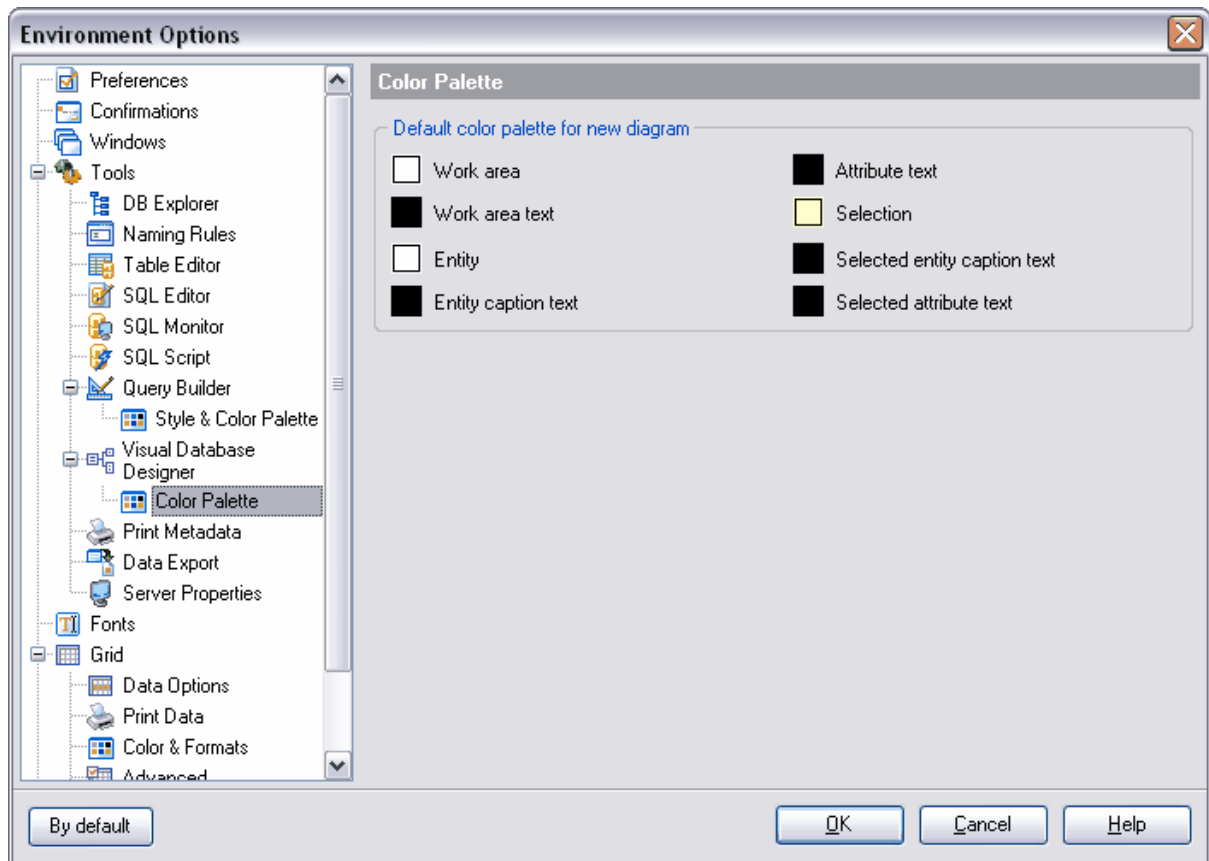 Environment Options
Preferences
Confirmations
Windows
Tools
DB Explorer
Naming Rules
Table Editor
SQL Editor
SQL Monitor
SQL Script
Query Builder
Style & Color Palette
Visual Database
Designer
Color Palette
Print Metadata
Data Export
Server Properties
Fonts
Grid
Data Options
Print Data
Color & Formats
Advanced
Color Palette
Default color palette for new diagram
Work area
Work area text
Entity
Entity caption text
Attribute text
Selection
Selected entity caption text
Selected attribute text
By default
OK
Cancel
Help